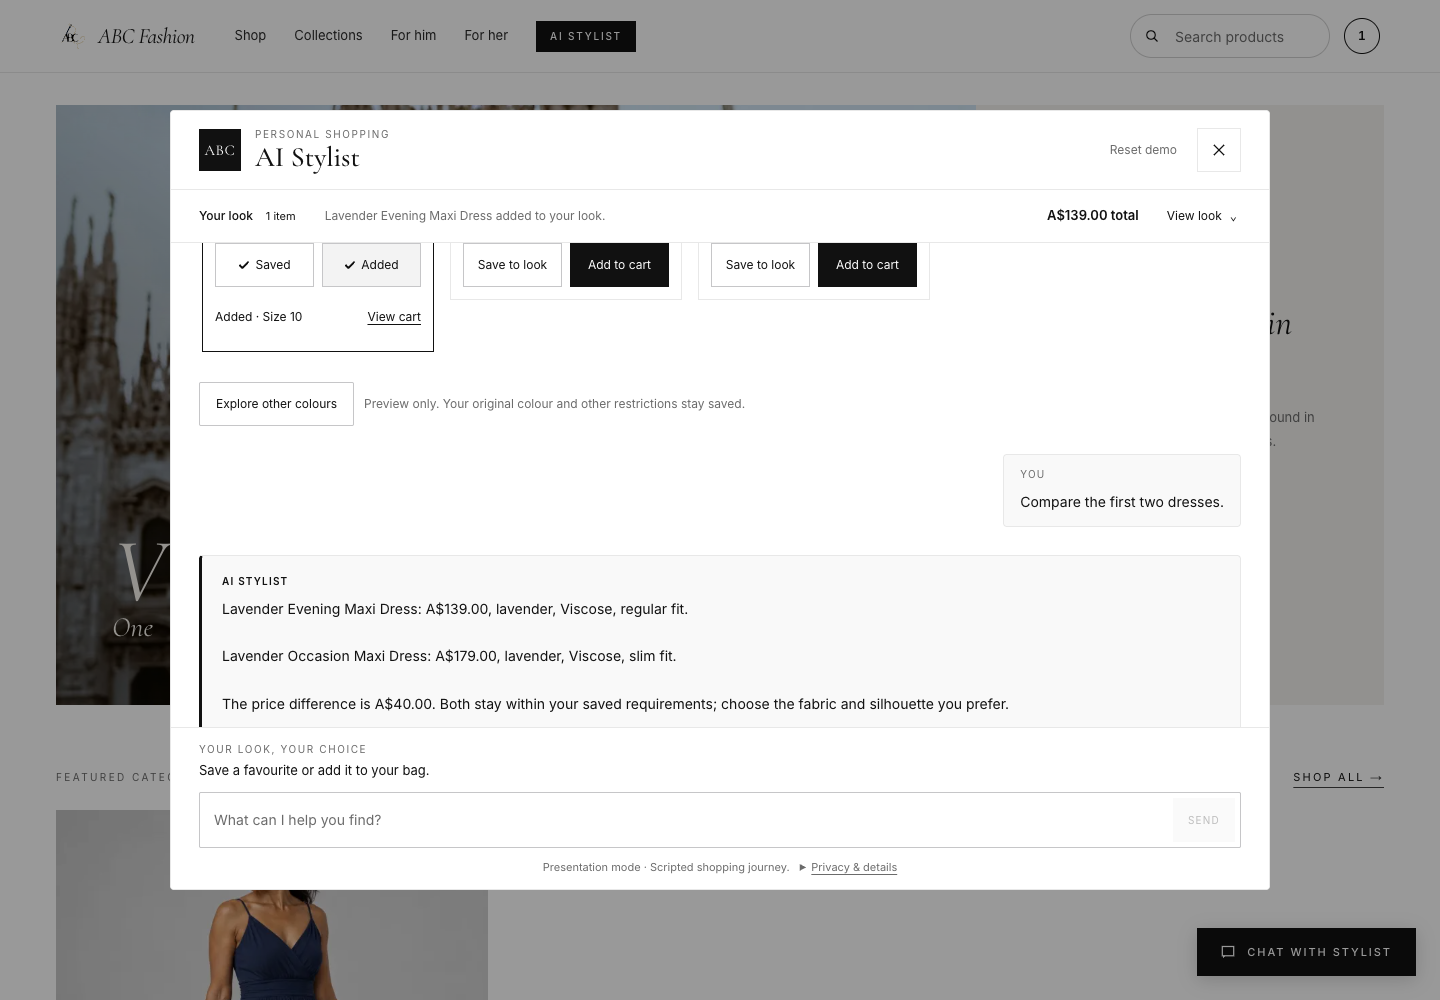 ABC Fashion
Shop
Collections
For him
For her
AI STYLIST
Search products
1
ABC
PERSONAL SHOPPING
AI Stylist
Reset demo
Your look
1 item
Lavender Evening Maxi Dress added to your look.
A$139.00 total
View look
Saved
Added
Save to look
Add to cart
Save to look
Add to cart
Added · Size 10
View cart
in
Explore other colours
Preview only. Your original colour and other restrictions stay saved.
ound in
s.
YOU
Compare the first two dresses.
V
One
AI STYLIST
Lavender Evening Maxi Dress: A$139.00, lavender, Viscose, regular fit.
Lavender Occasion Maxi Dress: A$179.00, lavender, Viscose, slim fit.
The price difference is A$40.00. Both stay within your saved requirements; choose the fabric and silhouette you prefer.
YOUR LOOK, YOUR CHOICE
Save a favourite or add it to your bag.
FEATURED CATEG
SHOP ALL →
What can I help you find?
SEND
Presentation mode · Scripted shopping journey.
▶ Privacy & details
CHAT WITH STYLIST